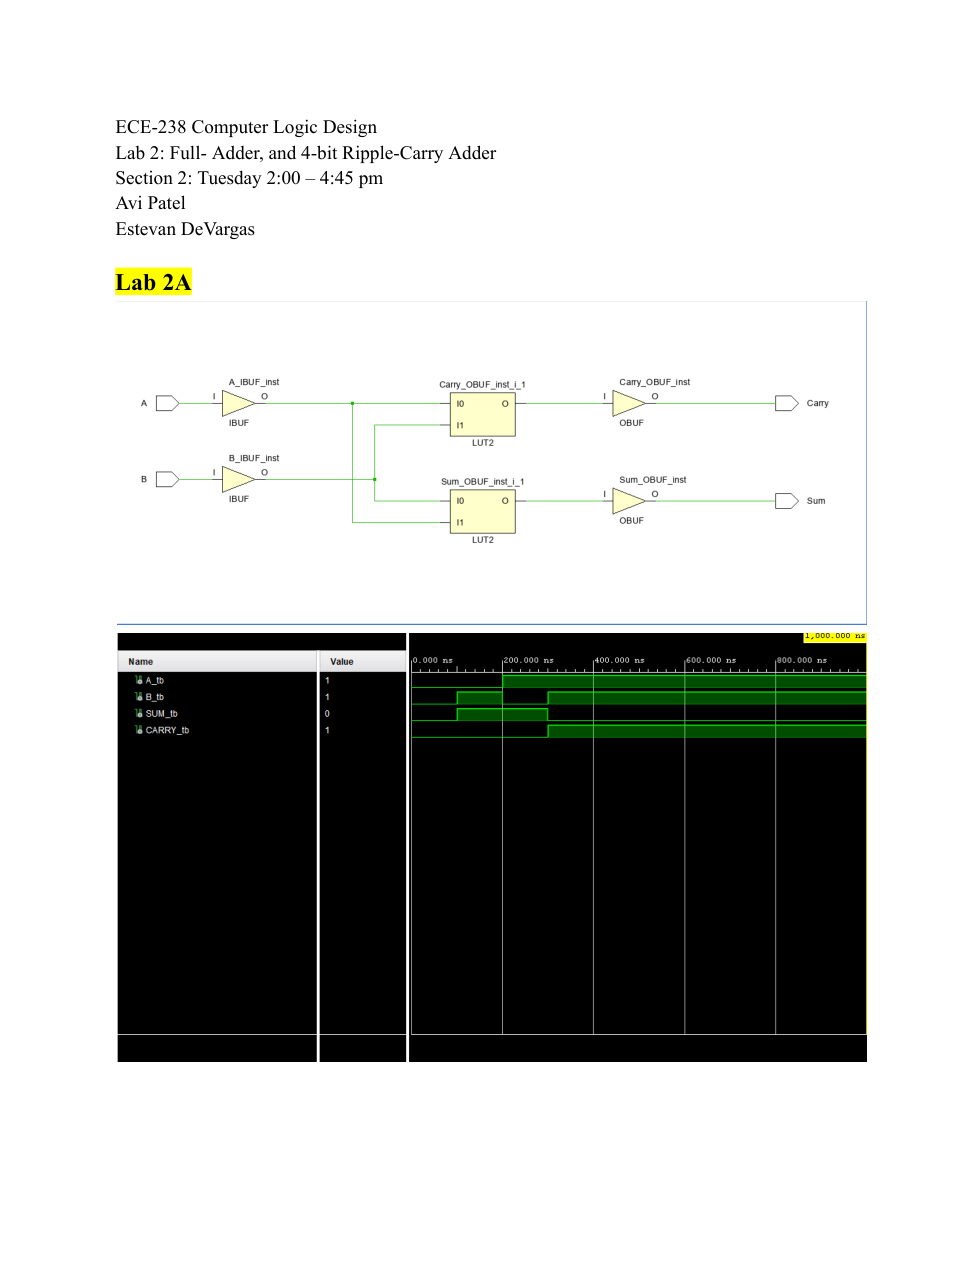 ECE-238 Computer Logic Design
Lab 2: Full- Adder, and 4-bit Ripple-Carry Adder
Section 2: Tuesday 2:00 – 4:45 pm
Avi Patel
Estevan DeVargas
Lab 2A
A_IBUF_inst
Carry_OBUF_inst_i_1
Carry_OBUF_inst
A I O I0 O I O Carry
IBUF I1 OBUF
LUT2
B_IBUF_inst
Sum_OBUF_inst_i_1
Sum_OBUF_inst
B I O I0 O I O Sum
IBUF I1 OBUF
LUT2
1,000.000 ns
Name Value 0.000 ns 200.000 ns 400.000 ns 600.000 ns 800.000 ns
A_tb 1
B_tb 1
SUM_tb 0
CARRY_tb 1